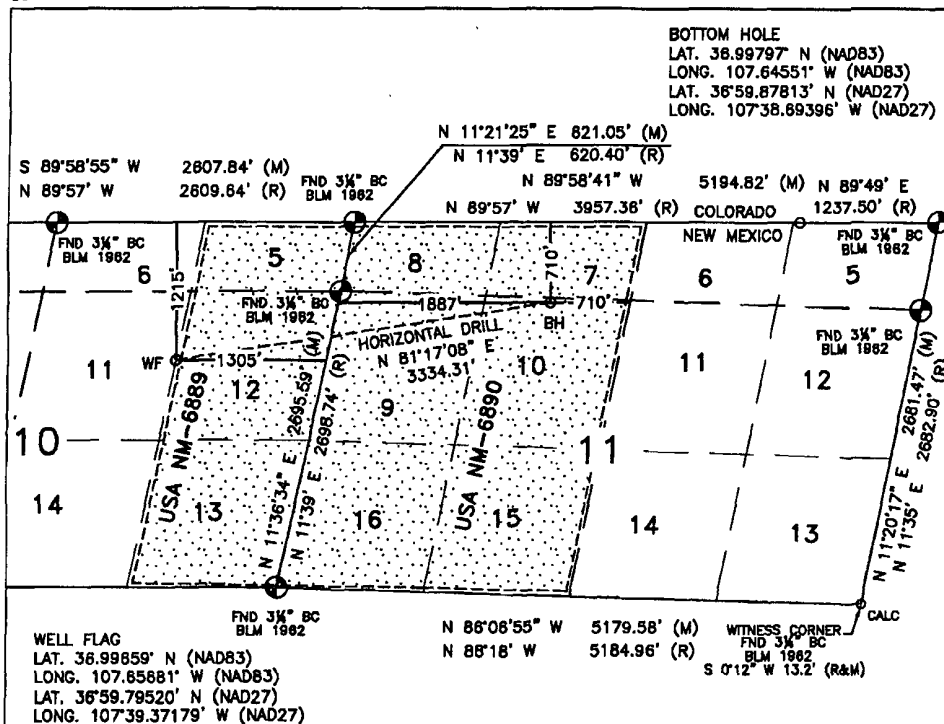 BOTTOM HOLE
LAT. 36.99797° N (NAD83)
LONG. 107.64551° W (NAD83)
LAT. 36°59.87813' N (NAD27)
LONG. 107°38.69396' W (NAD27)
N 11°21'25" E 621.05' (M)
N 11°39' E 620.40' (R)
S 89°58'55" W 2607.84' (M)
N 89°57' W 2609.64' (R)
FND 3¼" BC
BLM 1962
N 89°58'41" W 5194.82' (M)
N 89°57' W 3957.36' (R)
N 89°49' E
1237.50' (R)
COLORADO
NEW MEXICO
FND 3¼" BC
BLM 1962
FND 3¼" BC
BLM 1962
6
5
8
7
6
5
1215'
710'
FND 3¼" BC
BLM 1962
1887'
710'
BH
FND 3¼" BC
BLM 1962
HORIZONTAL DRILL
N 81°17'08" E
3334.31'
WF
1305'
11
12
9
10
11
12
10
11
USA NM-6889
USA NM-6890
N 11°36'34" E 2695.69' (M)
N 11°39' E 2698.74' (R)
N 11°20'17" E 2681.47' (M)
N 11°35' E 2682.90' (R)
14
13
16
15
14
13
FND 3¼" BC
BLM 1962
CALC
N 86°06'55" W 5179.58' (M)
N 86°18' W 5184.96' (R)
WITNESS CORNER
FND 3¼" BC
BLM 1962
S 0°12" W 13.2' (R&M)
WELL FLAG
LAT. 36.99659° N (NAD83)
LONG. 107.65681° W (NAD83)
LAT. 36°59.79520' N (NAD27)
LONG. 107°39.37179' W (NAD27)